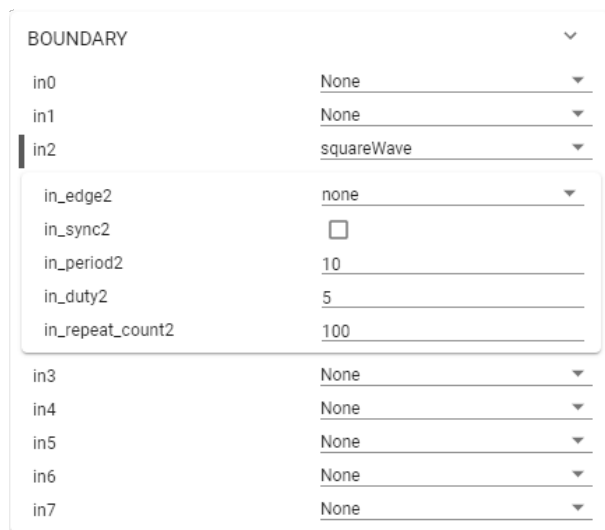 BOUNDARY
in0 None
in1 None
in2 squareWave
in_edge2 none
in_sync2
in_period2 10
in_duty2 5
in_repeat_count2 100
in3 None
in4 None
in5 None
in6 None
in7 None